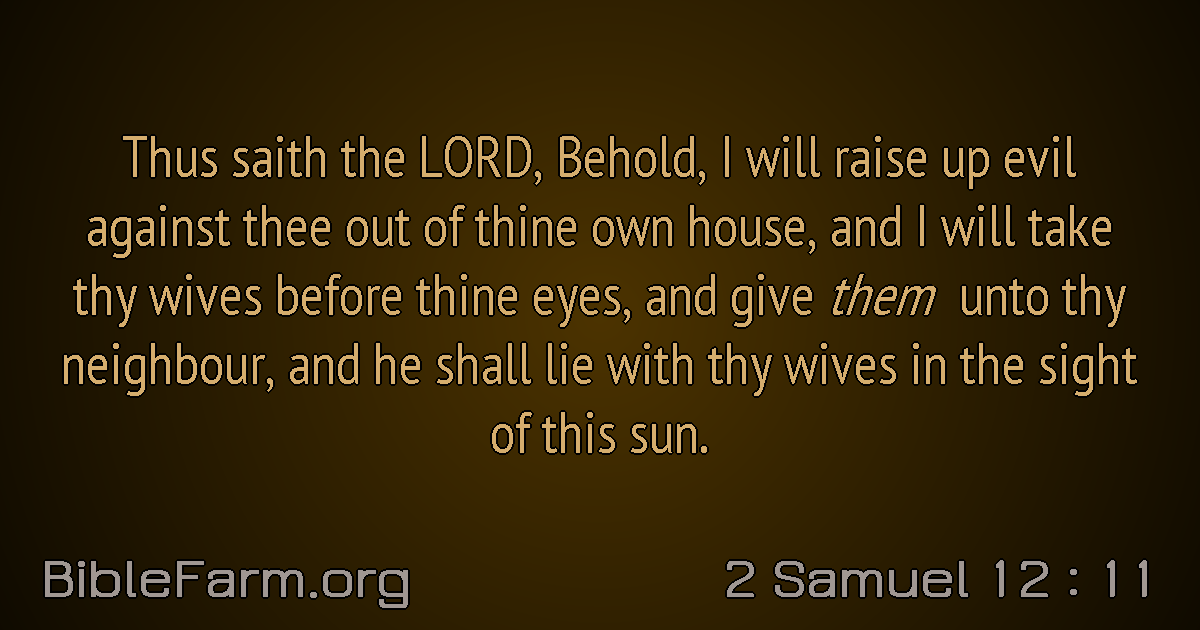 Thus saith the LORD, Behold, I will raise up evil
against thee out of thine own house, and I will take
thy wives before thine eyes, and give them unto thy
neighbour, and he shall lie with thy wives in the sight
of this sun.
BibleFarm.org
2 Samuel 12 : 11